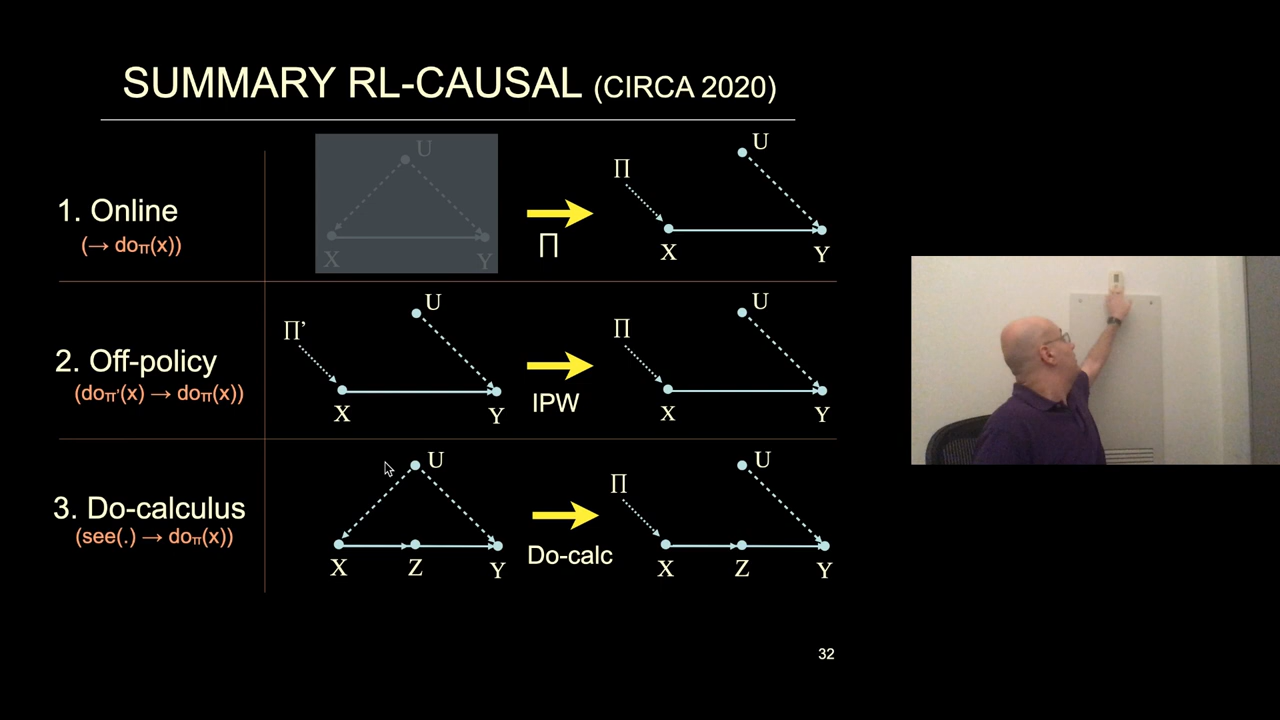 SUMMARY RL-CAUSAL (CIRCA 2020)
1. Online
(→ doπ(x))
U
X
Y
∏
∏
U
X
Y
2. Off-policy
(doπ'(x) → doπ(x))
∏'
U
X
Y
IPW
∏
U
X
Y
3. Do-calculus
(see(.) → doπ(x))
U
X
Z
Y
Do-calc
∏
U
X
Z
Y
32